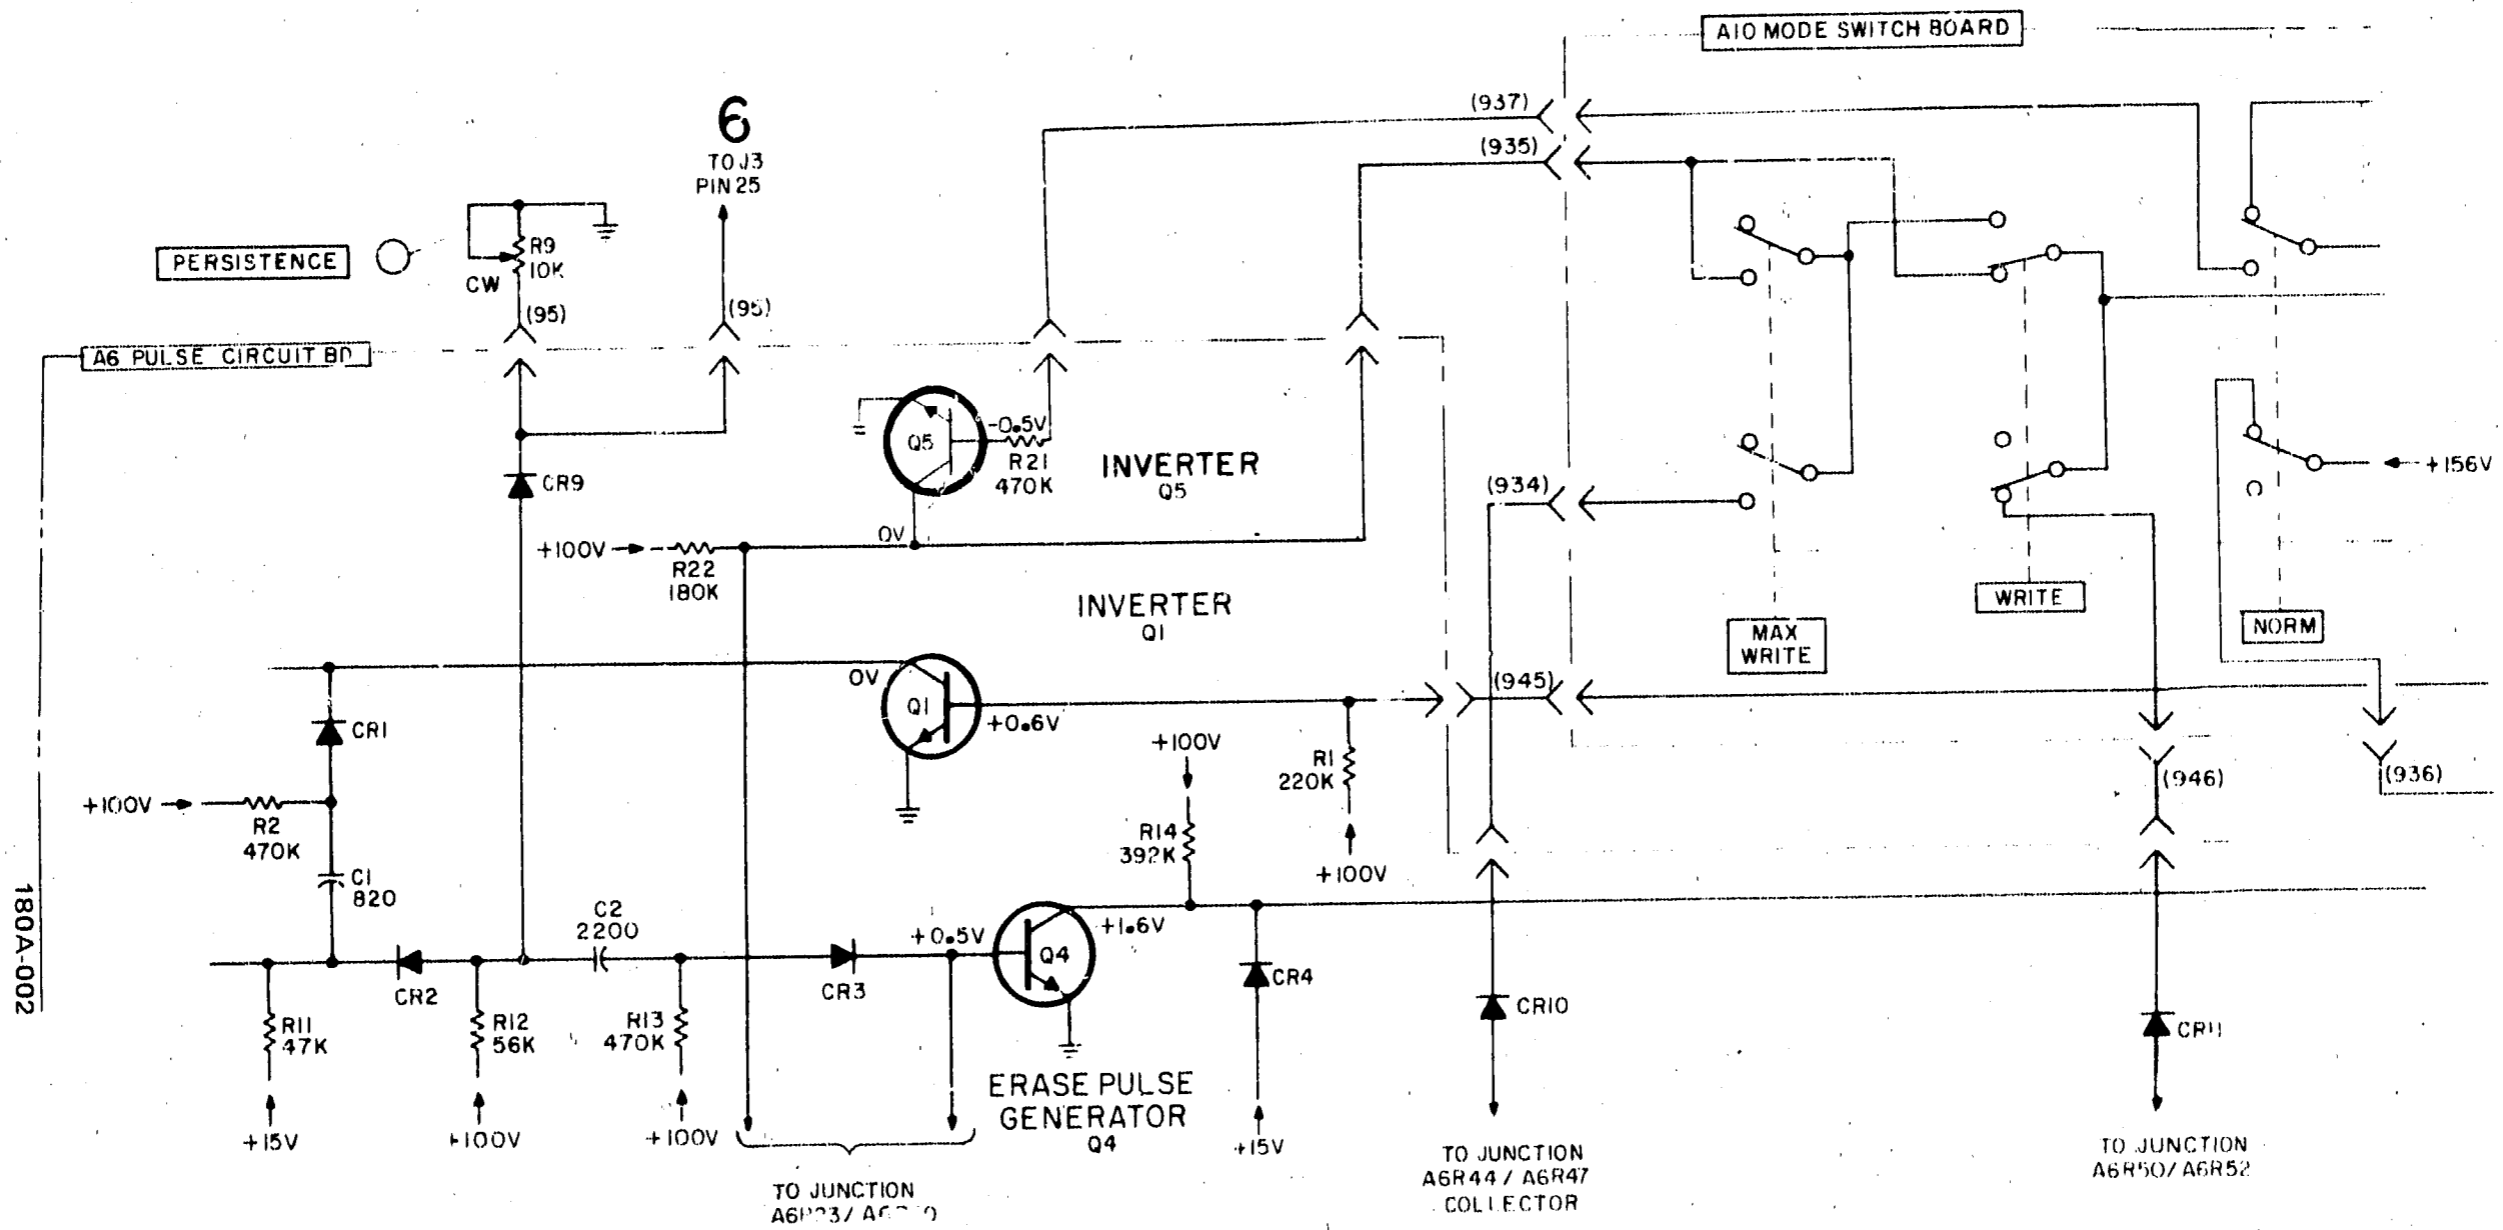 A10 MODE SWITCH BOARD
6
TO J3
PIN 25
(937)
(935)
PERSISTENCE
R9
10K
CW
(95)
(95)
A6 PULSE CIRCUIT BD
Q5
-0.5V
R21
470K
INVERTER
Q5
CR9
(934)
+156V
+100V
R22
180K
0V
INVERTER
Q1
MAX
WRITE
WRITE
NORM
0V
Q1
+0.6V
(945)
CR1
+100V
R1
220K
+100V
R2
470K
R14
392K
+100V
(946)
(936)
C1
820
180A-002
C2
2200
+0.5V
Q4
+1.6V
CR2
CR3
CR4
CR10
CR11
R11
47K
R12
56K
R13
470K
+15V
+100V
+100V
ERASE PULSE
GENERATOR
Q4
+15V
TO JUNCTION
A6R44 / A6R47
COLLECTOR
TO JUNCTION
A6R50/A6R52
TO JUNCTION